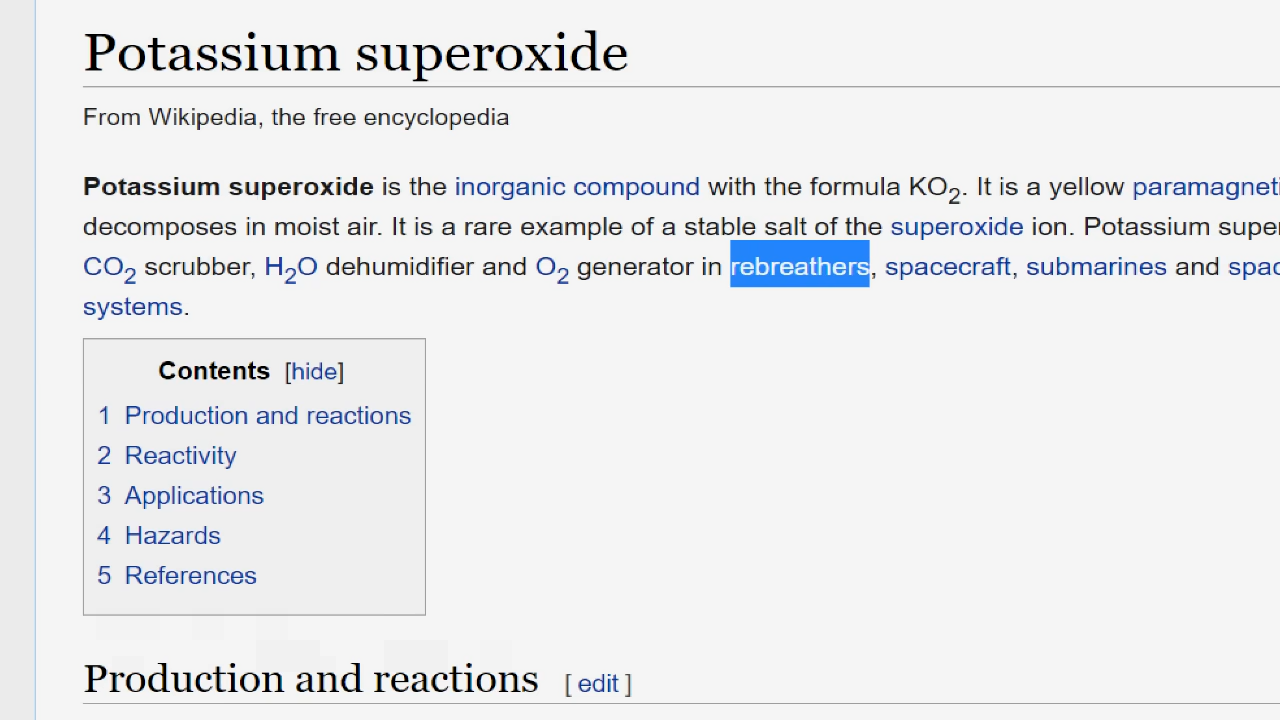 Potassium superoxide
From Wikipedia, the free encyclopedia
Potassium superoxide is the inorganic compound with the formula KO2. It is a yellow paramagneti
decomposes in moist air. It is a rare example of a stable salt of the superoxide ion. Potassium super
CO2 scrubber, H2O dehumidifier and O2 generator in rebreathers, spacecraft, submarines and spac
systems.
Contents [hide]
1 Production and reactions
2 Reactivity
3 Applications
4 Hazards
5 References
Production and reactions [ edit ]